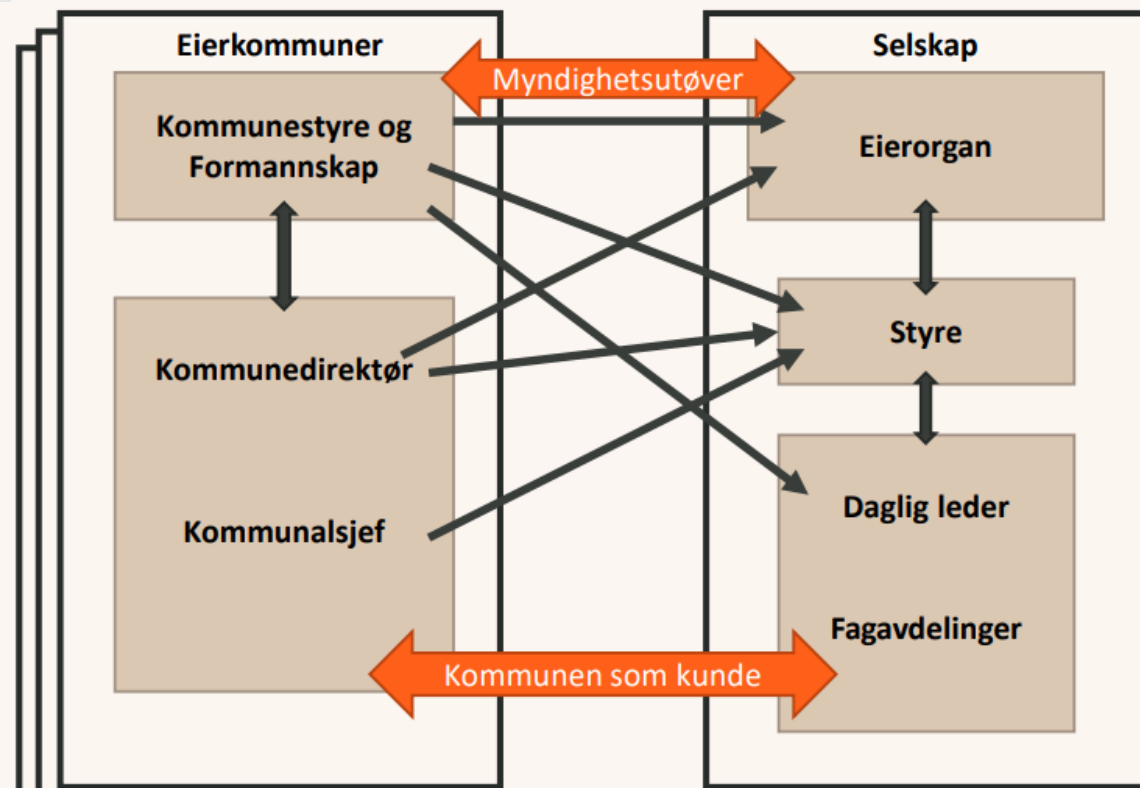 Eierkommuner
Selskap
Myndighetsutøver
Kommunestyre og
Formannskap
Eierorgan
Styre
Kommunedirektør
Kommunalsjef
Daglig leder
Fagavdelinger
Kommunen som kunde